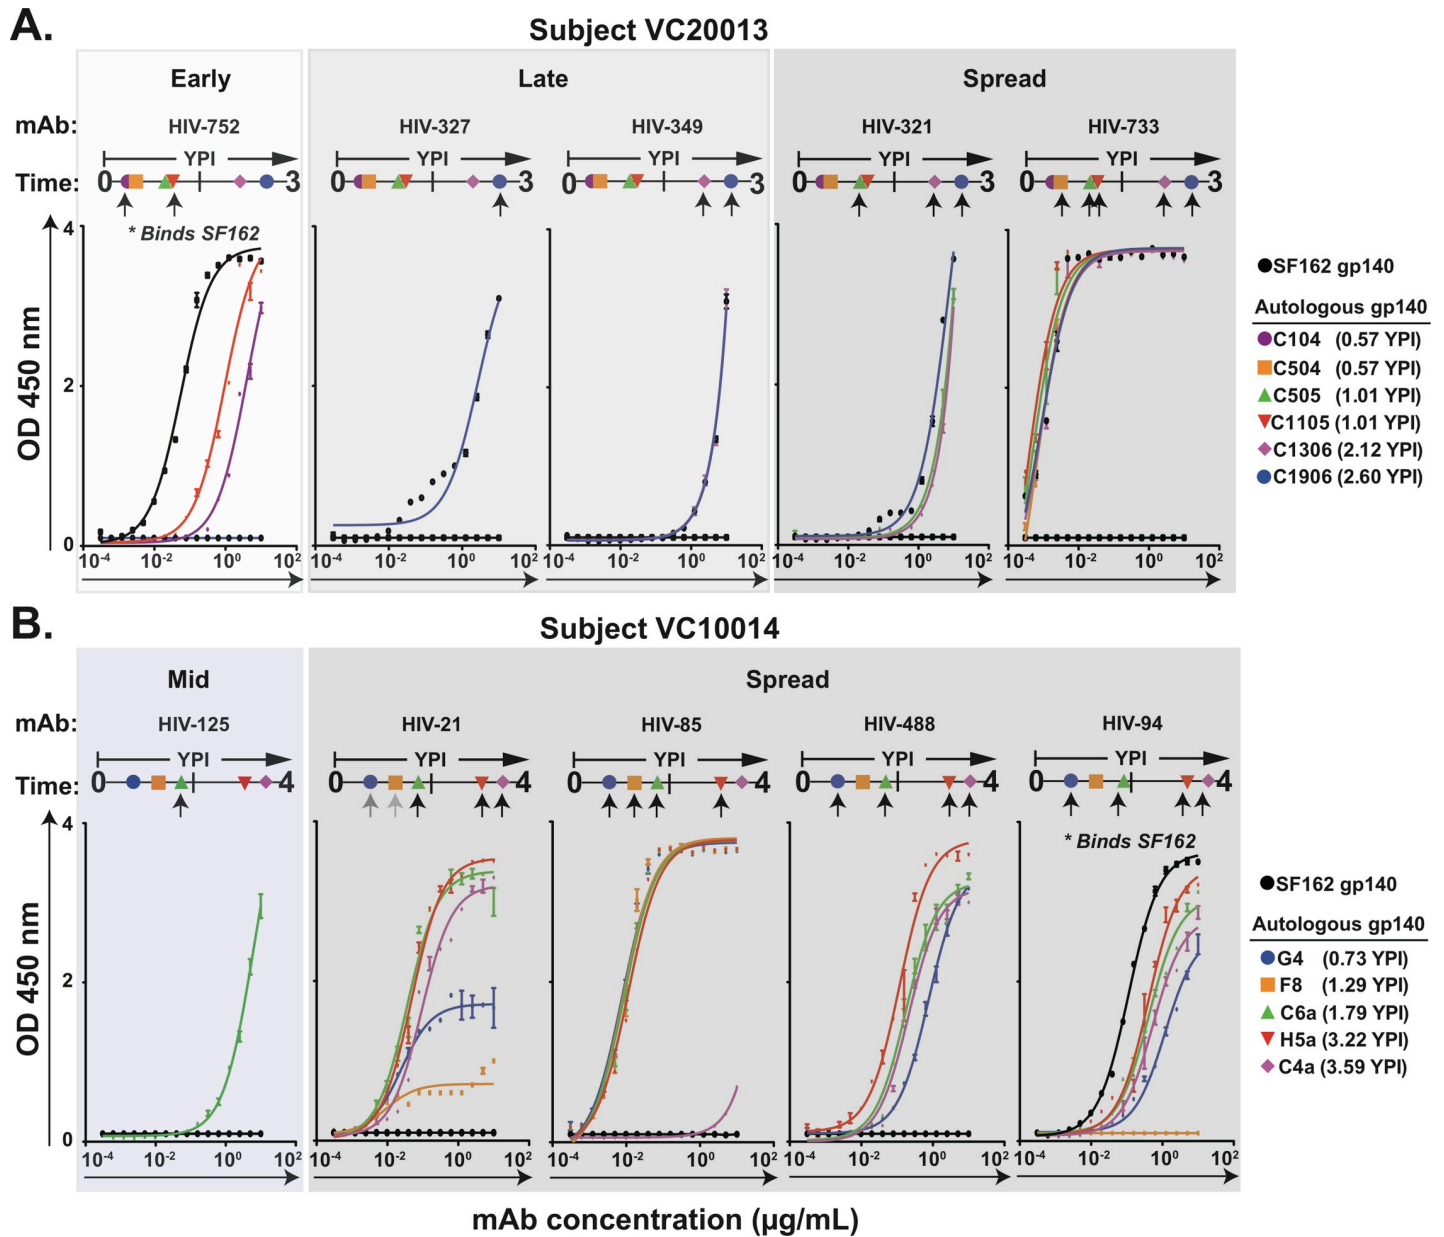 A.
Subject VC20013
Early
Late
Spread
mAb:
HIV-752
HIV-327
HIV-349
HIV-321
HIV-733
YPI
YPI
YPI
YPI
YPI
Time:
0 3
0 3
0 3
0 3
0 3
* Binds SF162
OD 450 nm
4
2
0
10-4 10-2 100 102
10-4 10-2 100 102
10-4 10-2 100 102
10-4 10-2 100 102
10-4 10-2 100 102
SF162 gp140
Autologous gp140
C104 (0.57 YPI)
C504 (0.57 YPI)
C505 (1.01 YPI)
C1105 (1.01 YPI)
C1306 (2.12 YPI)
C1906 (2.60 YPI)
B.
Subject VC10014
Mid
Spread
mAb:
HIV-125
HIV-21
HIV-85
HIV-488
HIV-94
YPI
YPI
YPI
YPI
YPI
Time:
0 4
0 4
0 4
0 4
0 4
* Binds SF162
OD 450 nm
4
2
0
10-4 10-2 100 102
10-4 10-2 100 102
10-4 10-2 100 102
10-4 10-2 100 102
10-4 10-2 100 102
SF162 gp140
Autologous gp140
G4 (0.73 YPI)
F8 (1.29 YPI)
C6a (1.79 YPI)
H5a (3.22 YPI)
C4a (3.59 YPI)
mAb concentration (µg/mL)